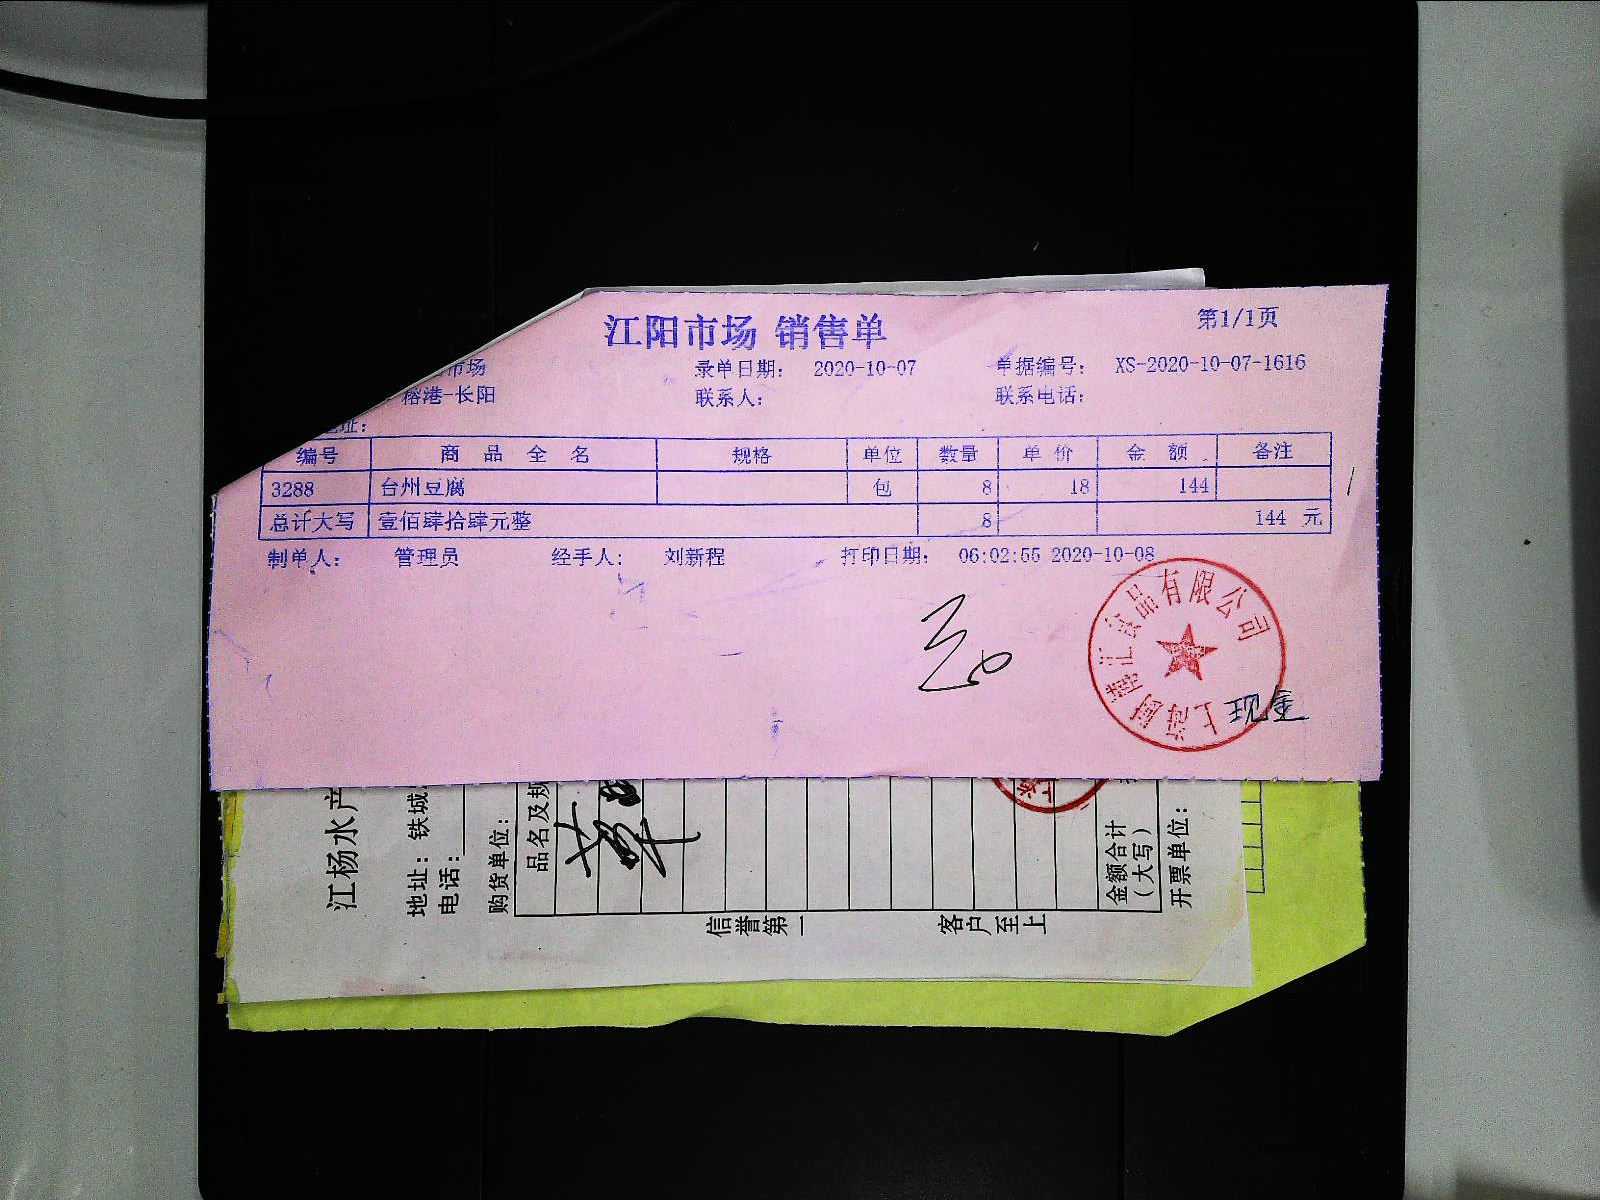 江阳市场 销售单
第1/1页
市场 录单日期: 2020-10-07 单据编号: XS-2020-10-07-1616
榕港-长阳 联系人: 联系电话:
址:
编号 商品全名 规格 单位 数量 单价 金额 备注
3288 台州豆腐 包 8 18 144
总计大写 壹佰肆拾肆元整 8 144 元
制单人: 管理员 经手人: 刘新程 打印日期: 06:02:55 2020-10-08
汇食品有限公司
上海
现金
江杨水产
地址: 铁城
电话:
购货单位:
品名及规
金额合计
(大写)
开票单位:
信誉第一
客户至上